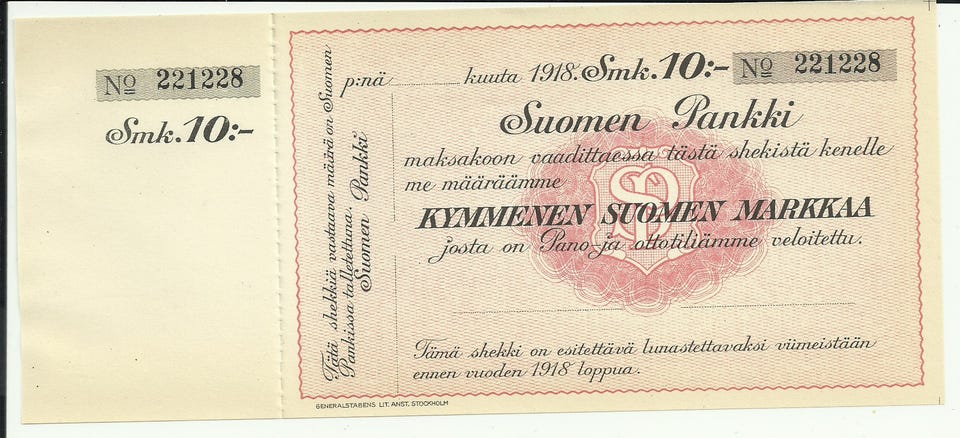 Nº 221228
Smk. 10:-
Tätä shekkiä vastaava määrä on Suomen
Pankissa talletettuna.
Suomen Pankki
p:nä kuuta 1918. Smk. 10:- Nº 221228
Suomen Pankki
maksakoon vaadittaessa tästä shekistä kenelle
me määräämme
SP
KYMMENEN SUOMEN MARKKAA
josta on Pano-ja ottotiliämme veloitettu.
Tämä shekki on esitettävä lunastettavaksi viimeistään
ennen vuoden 1918 loppua.
GENERALSTABENS LIT. ANST. STOCKHOLM